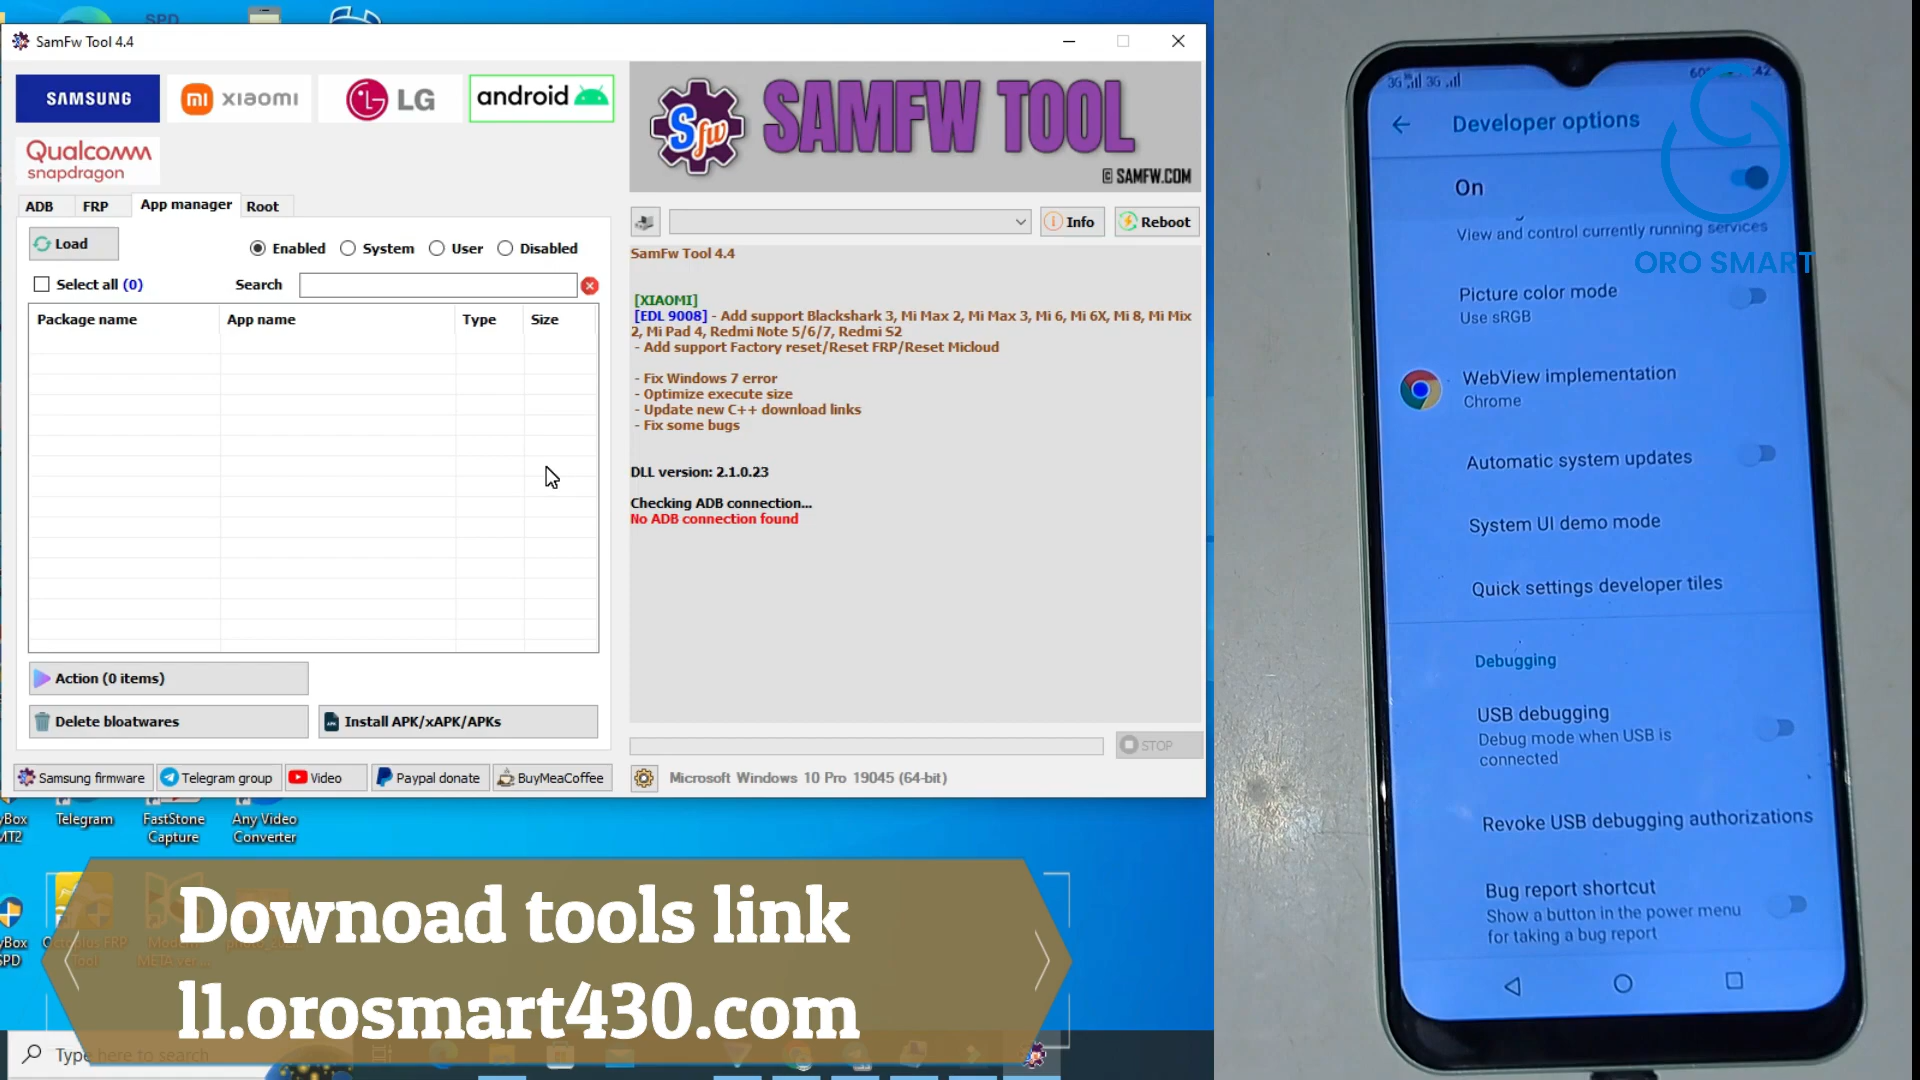 SPD
SamFw Tool 4.4
SAMSUNG
mi xiaomi
LG
android
Qualcomm
snapdragon
ADB FRP App manager Root
Load
Enabled System User Disabled
Select all (0)
Search
Package name App name Type Size
Action (0 items)
Delete bloatwares
Install APK/xAPK/APKs
Samsung firmware
Telegram group
Video
Paypal donate
BuyMeaCoffee
Sfw
SAMFW TOOL
© SAMFW.COM
Info
Reboot
SamFw Tool 4.4
[XIAOMI]
[EDL 9008] - Add support Blackshark 3, Mi Max 2, Mi Max 3, Mi 6, Mi 6X, Mi 8, Mi Mix
2, Mi Pad 4, Redmi Note 5/6/7, Redmi S2
- Add support Factory reset/Reset FRP/Reset Micloud
- Fix Windows 7 error
- Optimize execute size
- Update new C++ download links
- Fix some bugs
DLL version: 2.1.0.23
Checking ADB connection...
No ADB connection found
STOP
Microsoft Windows 10 Pro 19045 (64-bit)
Telegram
FastStone
Capture
Any Video
Converter
Downoad tools link
l1.orosmart430.com
Type here to search
3G 3G
Developer options
On
View and control currently running services
ORO SMART
Picture color mode
Use sRGB
WebView implementation
Chrome
Automatic system updates
System UI demo mode
Quick settings developer tiles
Debugging
USB debugging
Debug mode when USB is
connected
Revoke USB debugging authorizations
Bug report shortcut
Show a button in the power menu
for taking a bug report